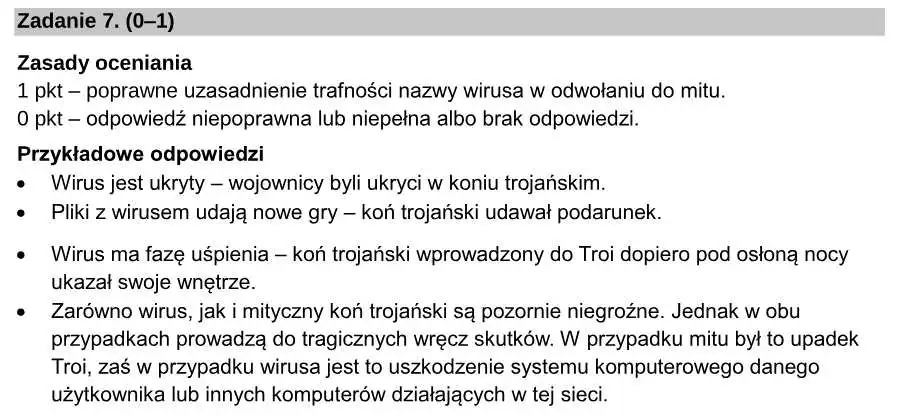 Zadanie 7. (0–1)
Zasady oceniania
1 pkt – poprawne uzasadnienie trafności nazwy wirusa w odwołaniu do mitu.
0 pkt – odpowiedź niepoprawna lub niepełna albo brak odpowiedzi.
Przykładowe odpowiedzi
• Wirus jest ukryty – wojownicy byli ukryci w koniu trojańskim.
• Pliki z wirusem udają nowe gry – koń trojański udawał podarunek.
• Wirus ma fazę uśpienia – koń trojański wprowadzony do Troi dopiero pod osłoną nocy
ukazał swoje wnętrze.
• Zarówno wirus, jak i mityczny koń trojański są pozornie niegroźne. Jednak w obu
przypadkach prowadzą do tragicznych wręcz skutków. W przypadku mitu był to upadek
Troi, zaś w przypadku wirusa jest to uszkodzenie systemu komputerowego danego
użytkownika lub innych komputerów działających w tej sieci.